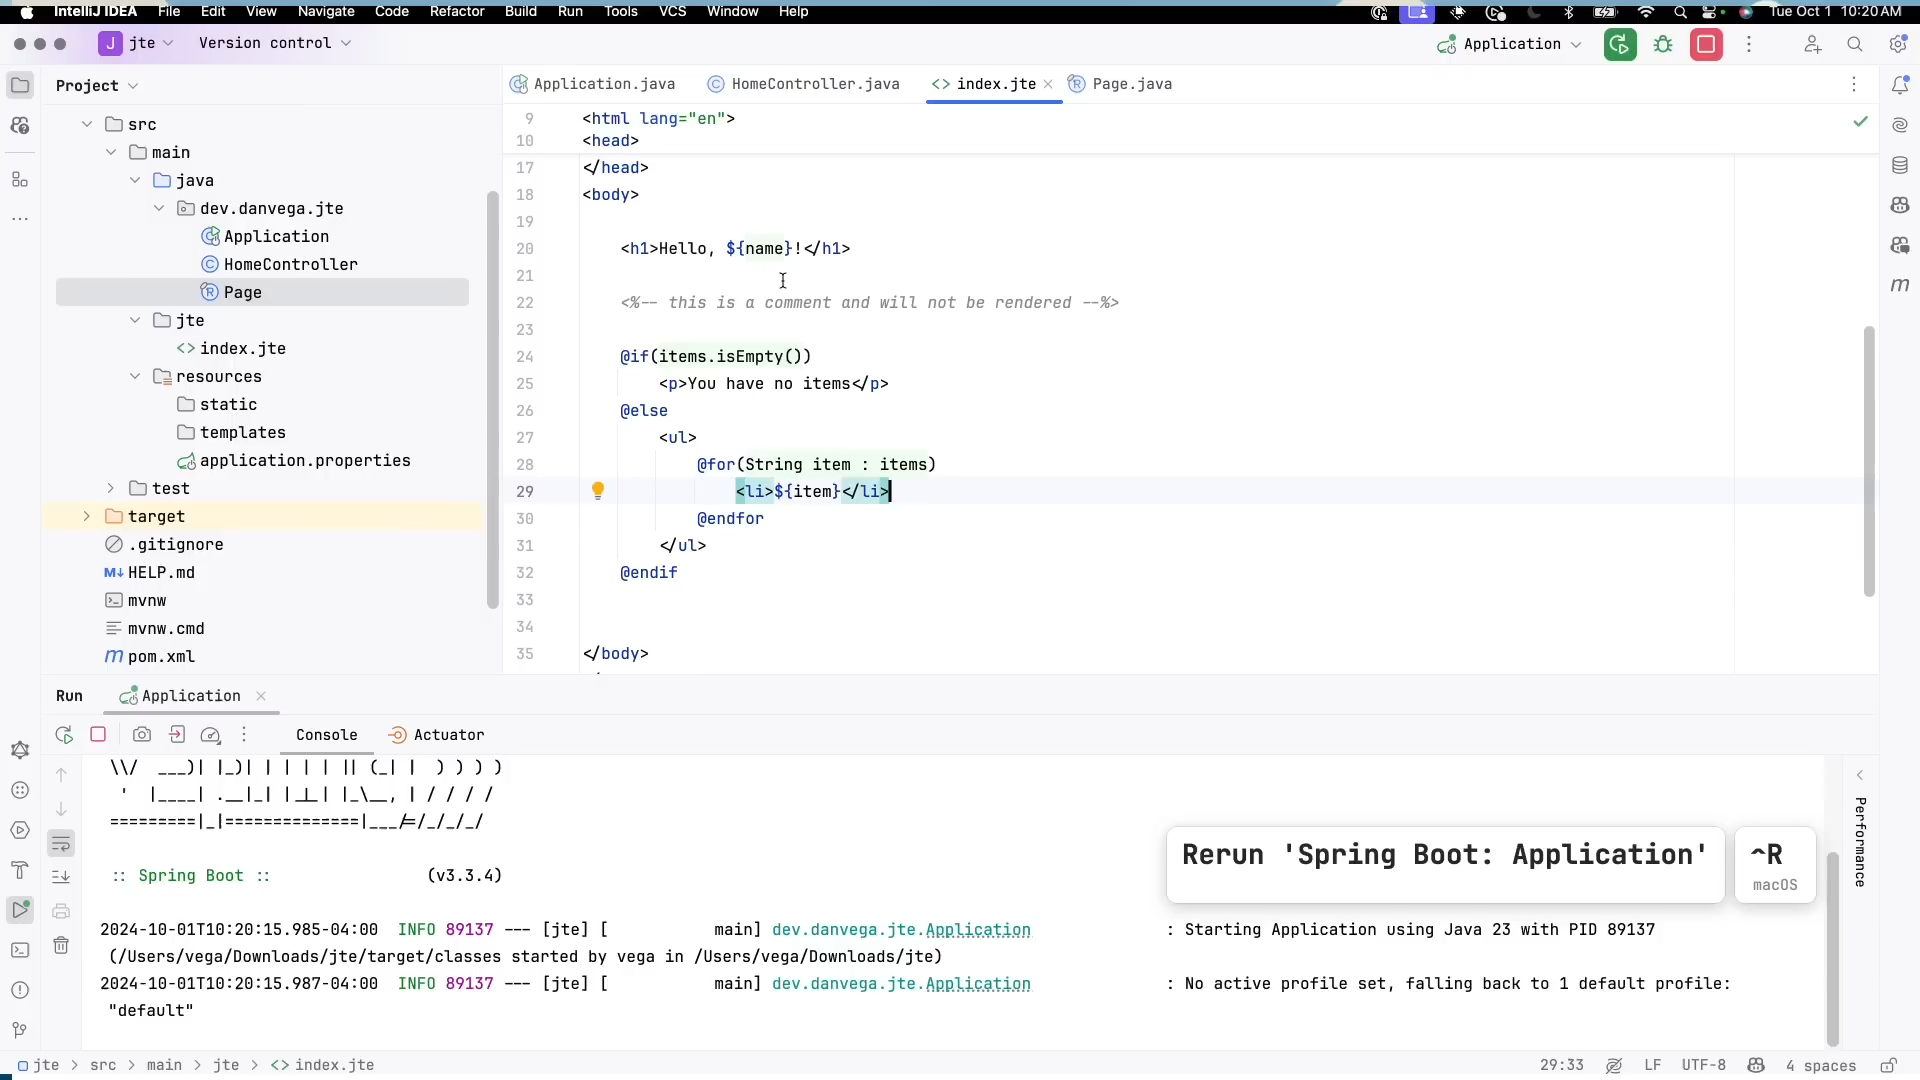 IntelliJ IDEA File Edit View Navigate Code Refactor Build Run Tools VCS Window Help Tue Oct 1 10:20 AM
J jte Version control Application
Project
Application.java HomeController.java <> index.jte Page.java
src
main
java
dev.danvega.jte
Application
HomeController
Page
jte
<> index.jte
resources
static
templates
application.properties
test
target
.gitignore
M↓ HELP.md
mvnw
mvnw.cmd
m pom.xml
9 <html lang="en">
10 <head>
17 </head>
18 <body>
19
20 <h1>Hello, ${name}!</h1>
21
22 <%-- this is a comment and will not be rendered --%>
23
24 @if(items.isEmpty())
25 <p>You have no items</p>
26 @else
27 <ul>
28 @for(String item : items)
29 <li>${item}</li>
30 @endfor
31 </ul>
32 @endif
33
34
35 </body>
m
Run Application
Console Actuator
\\/ ___)| |_)| | | | | || (_| | ) ) ) )
' |____| .__|_| |_|_| |_\__, | / / / /
=========|_|==============|___/=/_/_/_/
:: Spring Boot :: (v3.3.4)
2024-10-01T10:20:15.985-04:00 INFO 89137 --- [jte] [ main] dev.danvega.jte.Application : Starting Application using Java 23 with PID 89137
(/Users/vega/Downloads/jte/target/classes started by vega in /Users/vega/Downloads/jte)
2024-10-01T10:20:15.987-04:00 INFO 89137 --- [jte] [ main] dev.danvega.jte.Application : No active profile set, falling back to 1 default profile:
"default"
Rerun 'Spring Boot: Application' ^R
macOS
Performance
jte > src > main > jte > <> index.jte 29:33 LF UTF-8 4 spaces